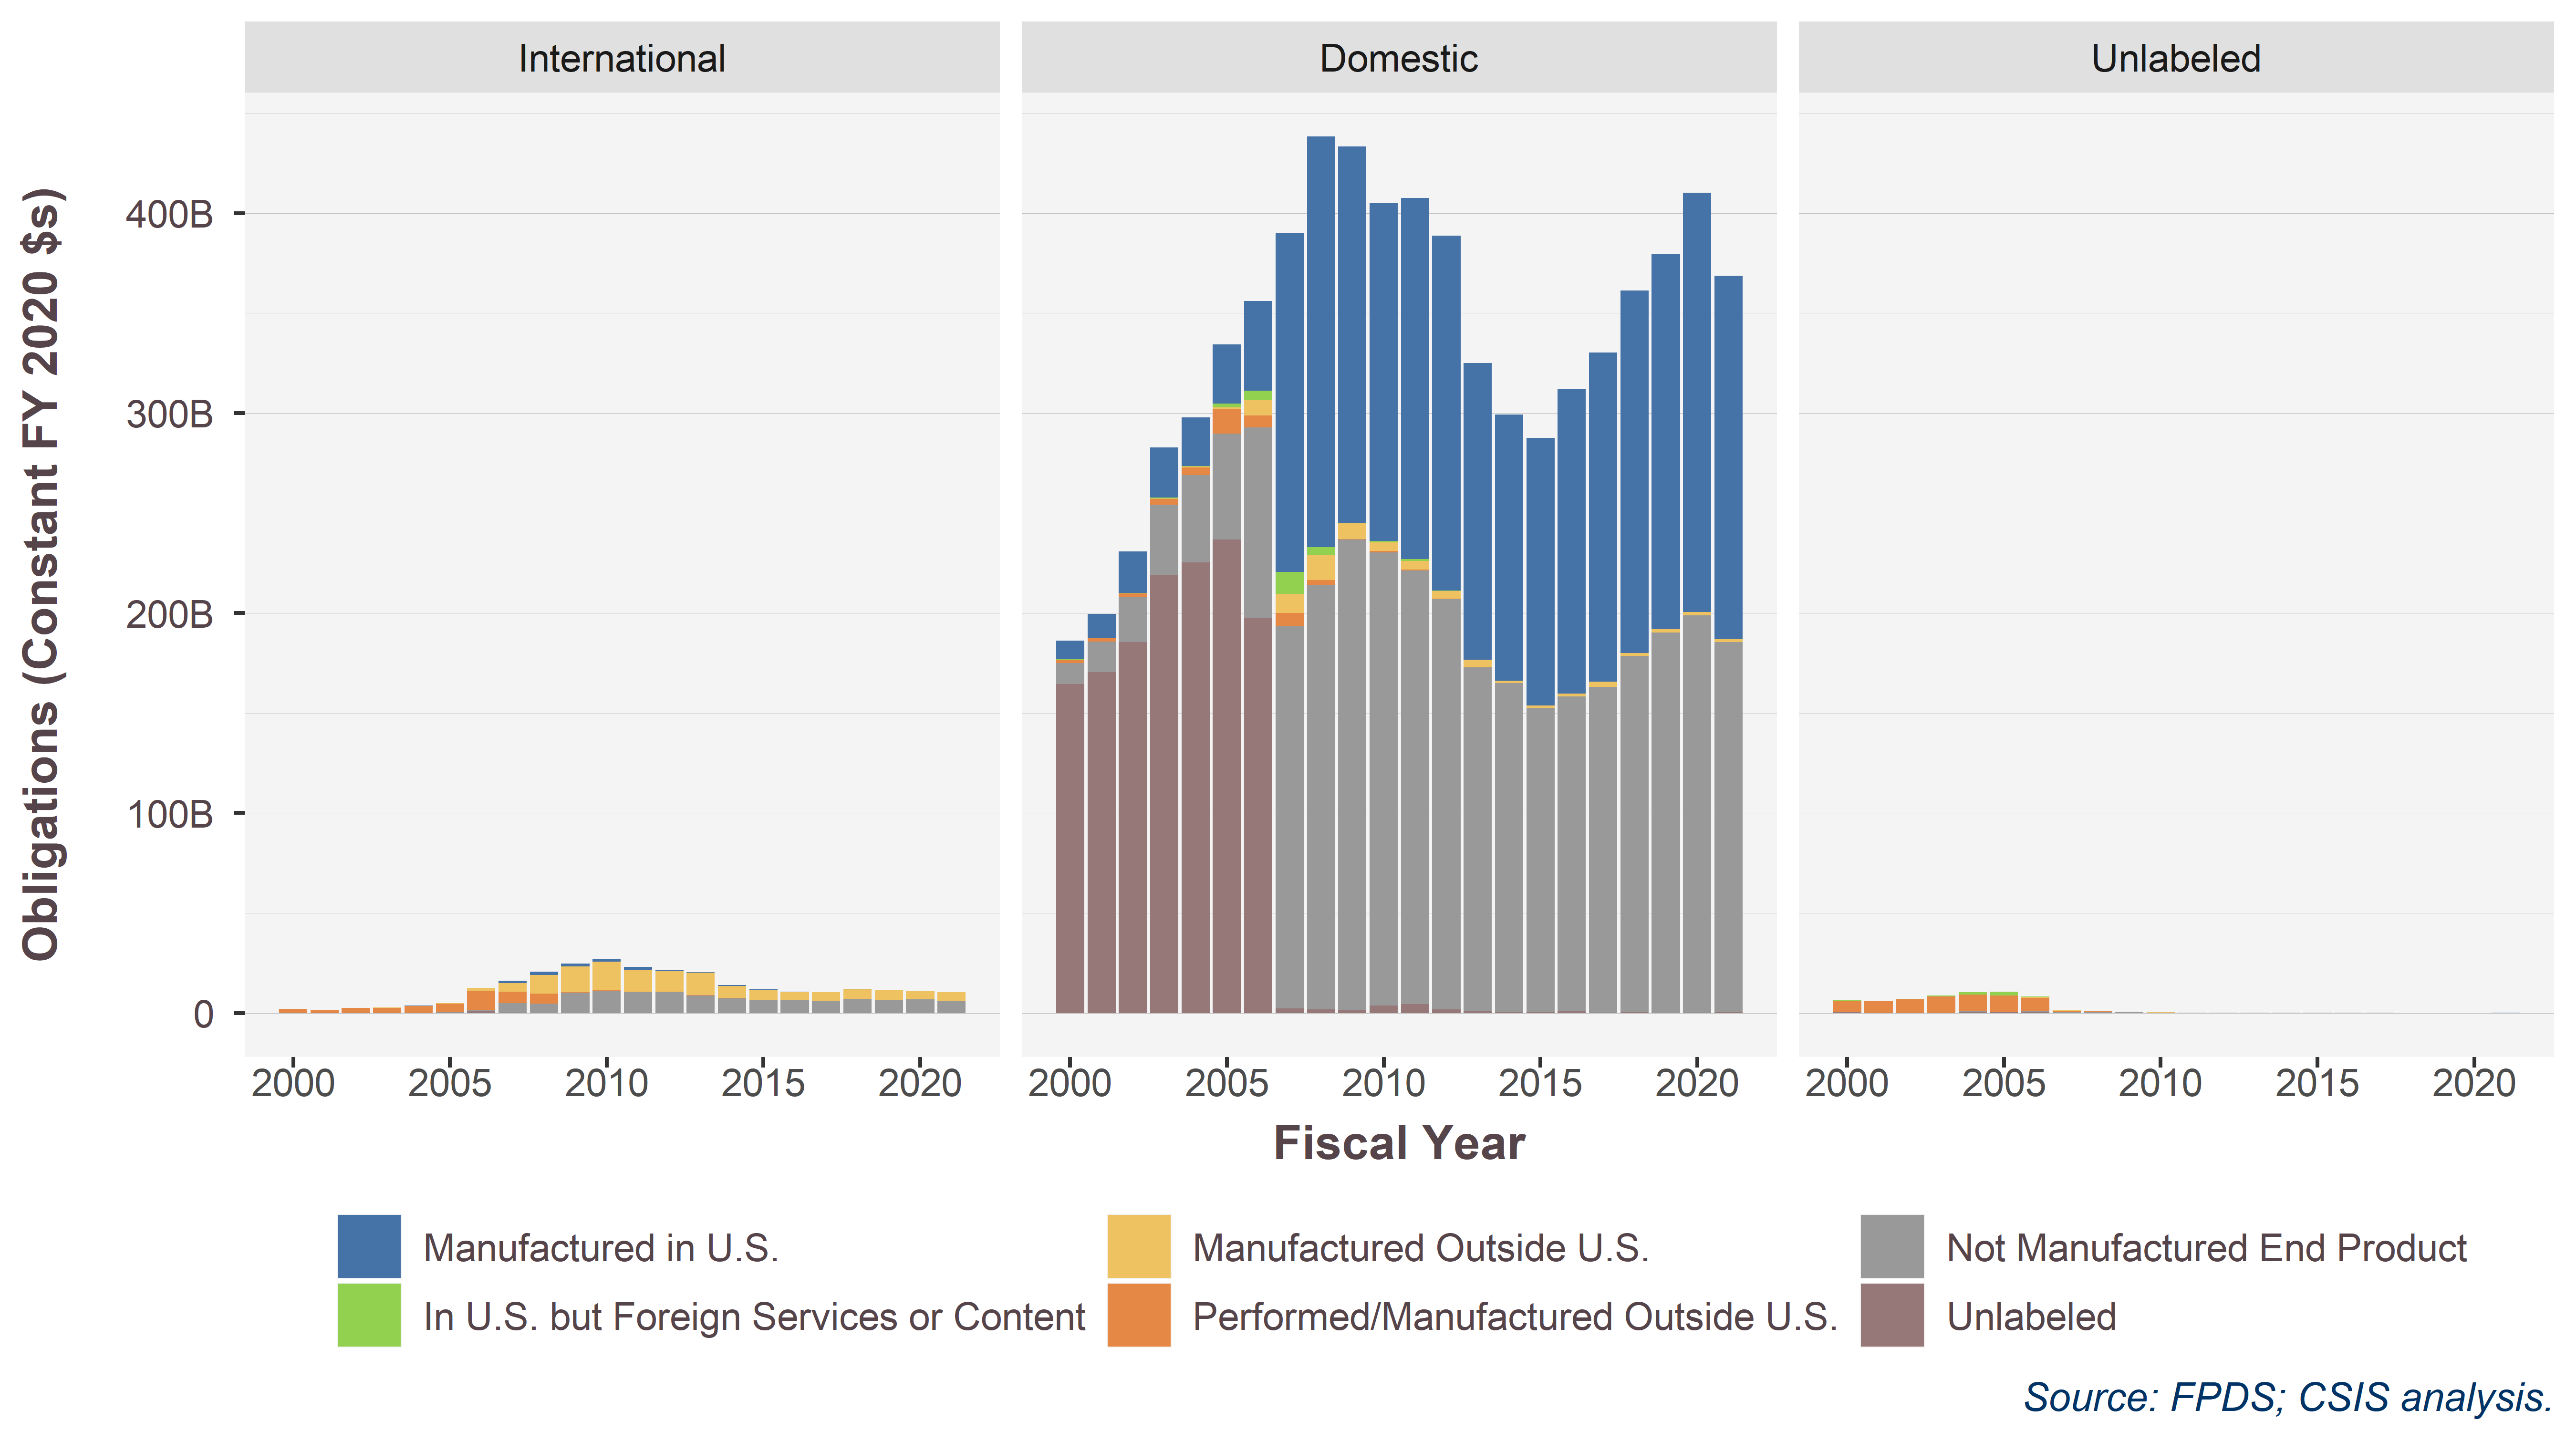 International
Domestic
Unlabeled
Obligations (Constant FY 2020 $s)
400B
300B
200B
100B
0
2000 2005 2010 2015 2020
2000 2005 2010 2015 2020
2000 2005 2010 2015 2020
Fiscal Year
Manufactured in U.S.
Manufactured Outside U.S.
Not Manufactured End Product
In U.S. but Foreign Services or Content
Performed/Manufactured Outside U.S.
Unlabeled
Source: FPDS; CSIS analysis.